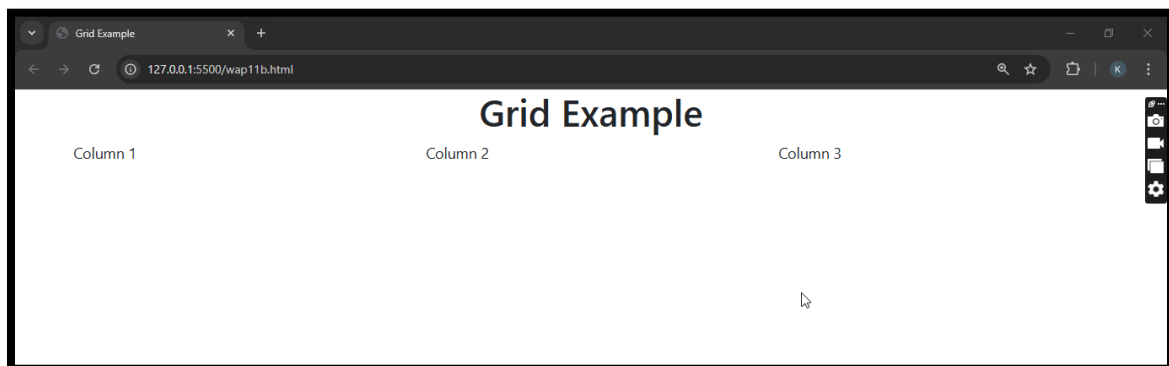 Grid Example
127.0.0.1:5500/wap11b.html
K
Grid Example
Column 1 Column 2 Column 3